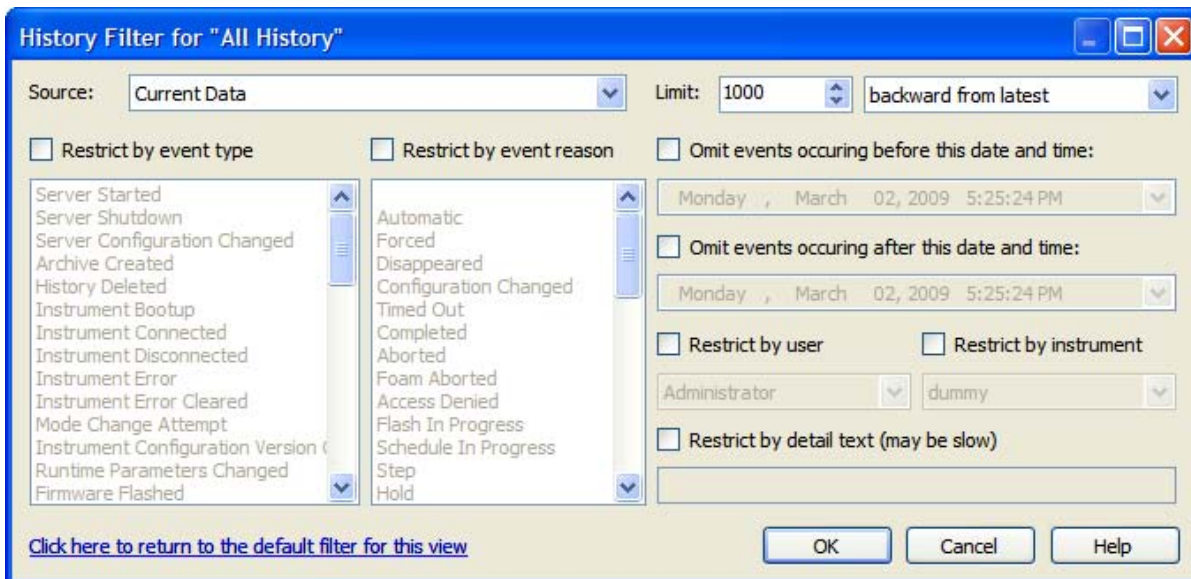 History Filter for "All History"
Source: Current Data
Limit: 1000 backward from latest
Restrict by event type
Server Started
Server Shutdown
Server Configuration Changed
Archive Created
History Deleted
Instrument Bootup
Instrument Connected
Instrument Disconnected
Instrument Error
Instrument Error Cleared
Mode Change Attempt
Instrument Configuration Version
Runtime Parameters Changed
Firmware Flashed
Restrict by event reason
Automatic
Forced
Disappeared
Configuration Changed
Timed Out
Completed
Aborted
Foam Aborted
Access Denied
Flash In Progress
Schedule In Progress
Step
Hold
Omit events occuring before this date and time:
Monday , March 02, 2009 5:25:24 PM
Omit events occuring after this date and time:
Monday , March 02, 2009 5:25:24 PM
Restrict by user
Administrator
Restrict by instrument
dummy
Restrict by detail text (may be slow)
Click here to return to the default filter for this view
OK Cancel Help